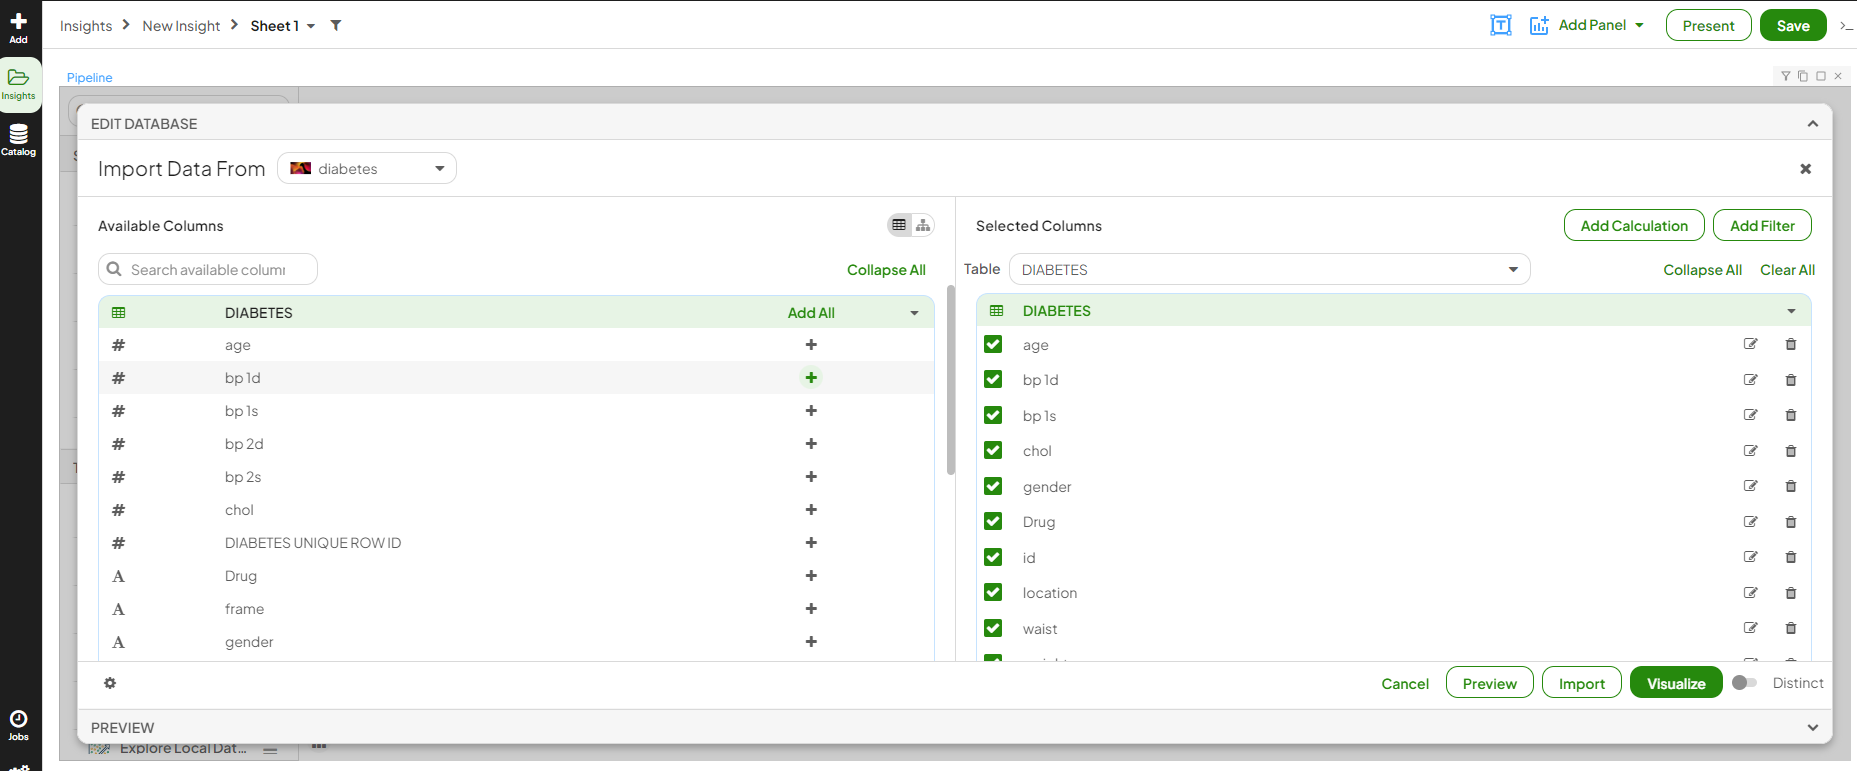 Add
Insights
Catalog
Jobs
Insights > New Insight > Sheet 1
Add Panel
Present
Save
>_
Pipeline
EDIT DATABASE
Import Data From
diabetes
Available Columns
Search available colum
Collapse All
DIABETES
Add All
# age
# bp 1d
# bp 1s
# bp 2d
# bp 2s
# chol
# DIABETES UNIQUE ROW ID
A Drug
A frame
A gender
Selected Columns
Add Calculation
Add Filter
Table
DIABETES
Collapse All
Clear All
DIABETES
age
bp 1d
bp 1s
chol
gender
Drug
id
location
waist
Cancel
Preview
Import
Visualize
Distinct
PREVIEW
Explore Local Dat...